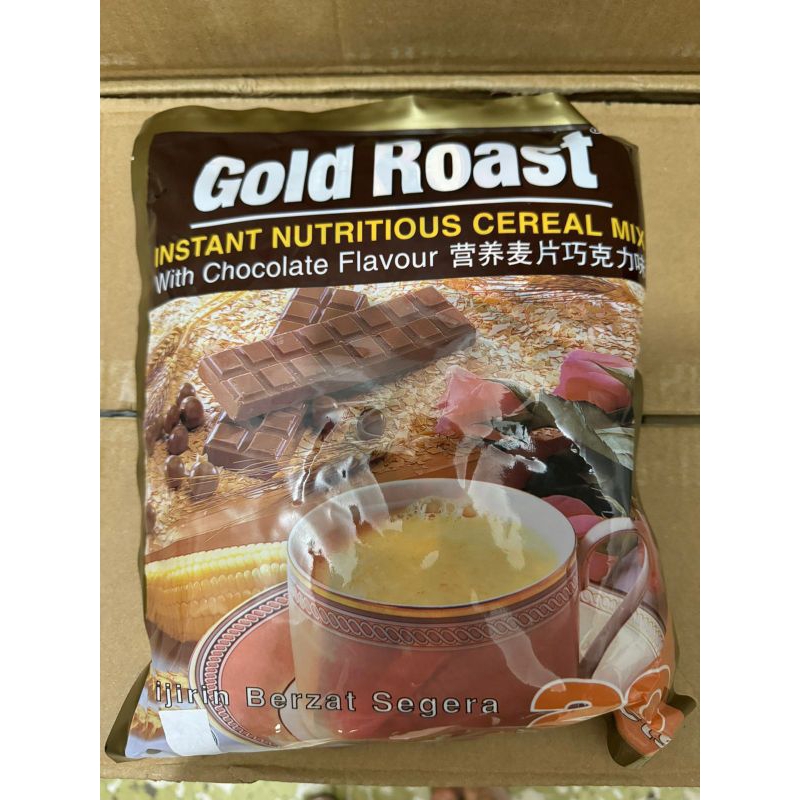 Gold Roast
INSTANT NUTRITIOUS CEREAL MIX
With Chocolate Flavour 营养麦片巧克力味
ijirin Berzat Segera